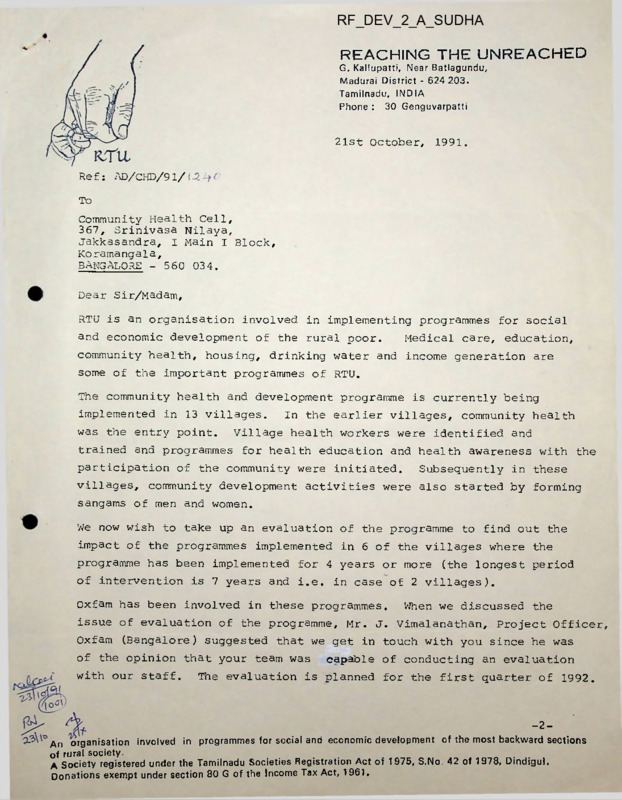 RF_DEV_2_A_SUDHA
REACHING THE UNREACHED
G. Kallupatti, Near Batlagundu,
Madurai District - 624 203.
Tamilnadu, INDIA
Phone : 30 Genguvarpatti
RTU
21st October, 1991.
Ref: AD/CHD/91/1240
To
Community Health Cell,
367, Srinivasa Nilaya,
Jakkasandra, I Main I Block,
Koramangala,
BANGALORE - 560 034.
Dear Sir/Madam,
RTU is an organisation involved in implementing programmes for social
and economic development of the rural poor. Medical care, education,
community health, housing, drinking water and income generation are
some of the important programmes of RTU.
The community health and development programme is currently being
implemented in 13 villages. In the earlier villages, community health
was the entry point. Village health workers were identified and
trained and programmes for health education and health awareness with the
participation of the community were initiated. Subsequently in these
villages, community development activities were also started by forming
sangams of men and women.
We now wish to take up an evaluation of the programme to find out the
impact of the programmes implemented in 6 of the villages where the
programme has been implemented for 4 years or more (the longest period
of intervention is 7 years and i.e. in case of 2 villages).
Oxfam has been involved in these programmes. When we discussed the
issue of evaluation of the programme, Mr. J. Vimalanathan, Project Officer,
Oxfam (Bangalore) suggested that we get in touch with you since he was
of the opinion that your team was capable of conducting an evaluation
with our staff. The evaluation is planned for the first quarter of 1992.
23/10/91
1001
23/10
-2-
An organisation involved in programmes for social and economic development of the most backward sections
of rural society.
A Society registered under the Tamilnadu Societies Registration Act of 1975, S.No. 42 of 1978, Dindigul.
Donations exempt under section 80 G of the Income Tax Act, 1961.